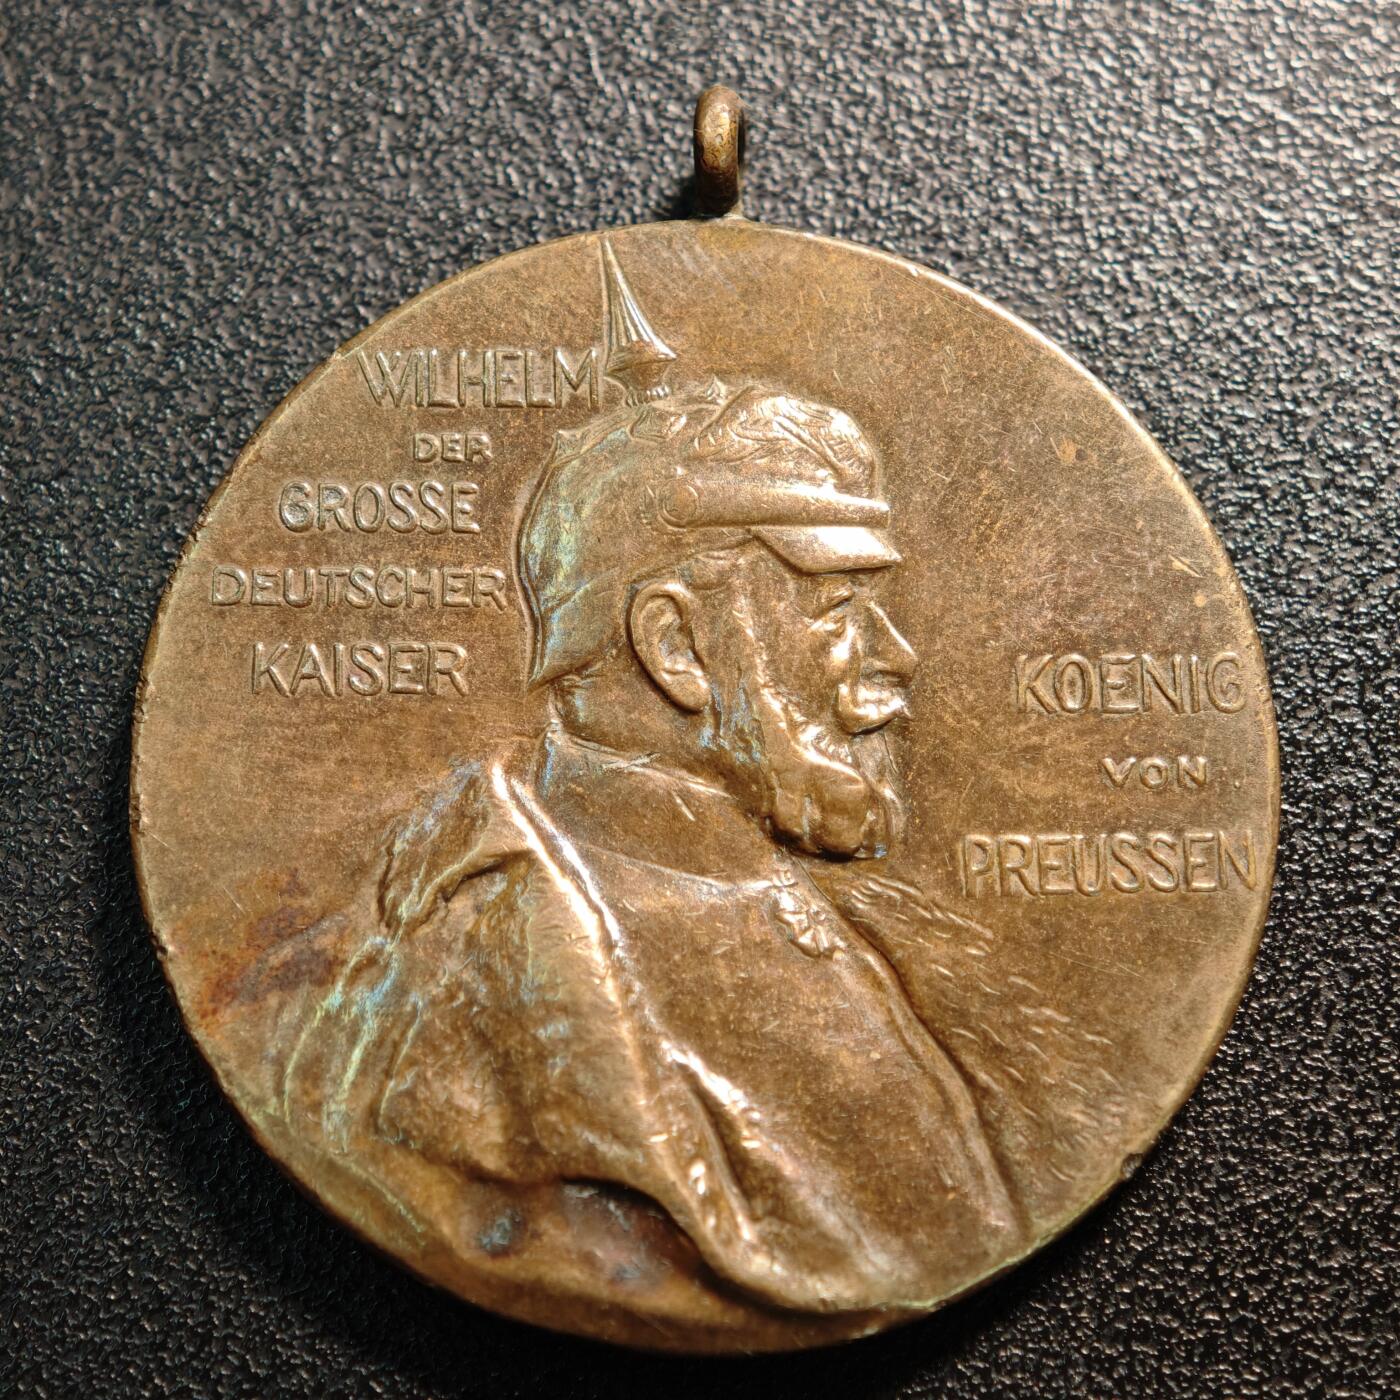 WILHELM
DER
GROSSE
DEUTSCHER
KAISER
KOENIG
VON
PREUSSEN